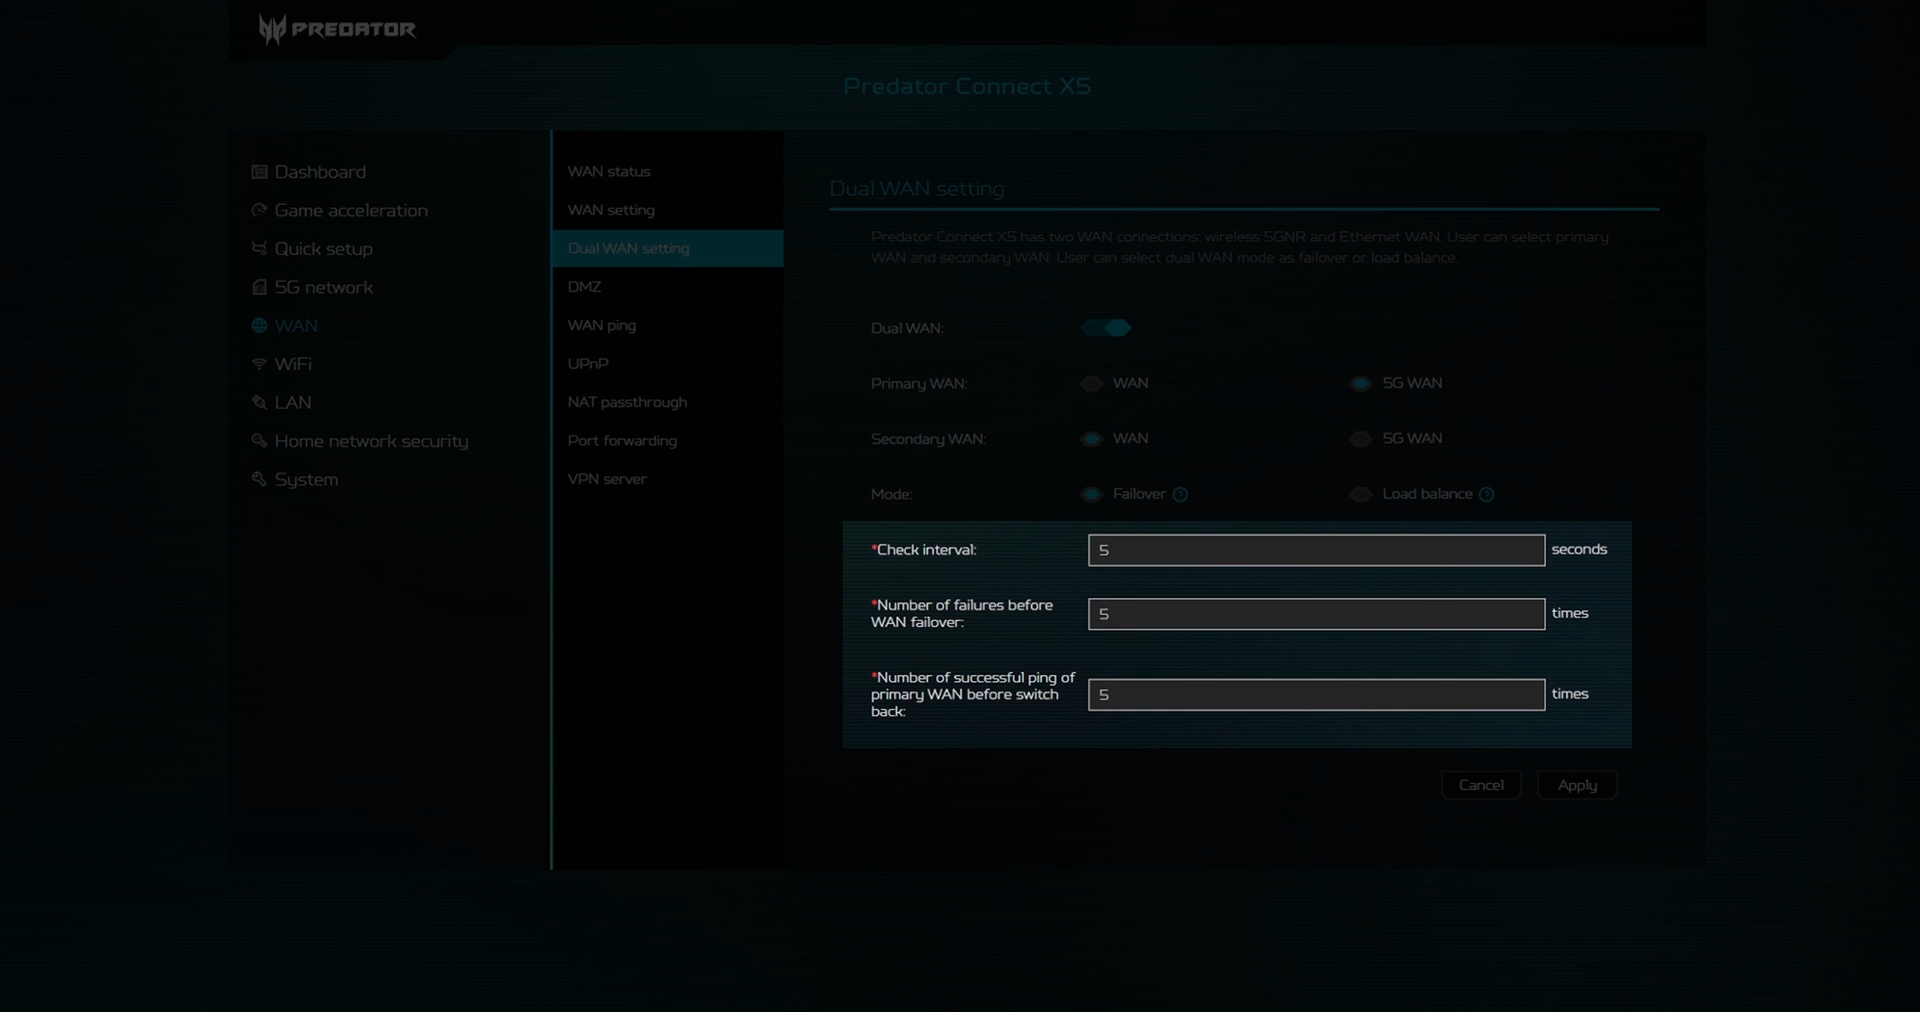 PREDATOR
Predator Connect X5
Dashboard
Game acceleration
Quick setup
5G network
WAN
WiFi
LAN
Home network security
System
WAN status
WAN setting
Dual WAN setting
DMZ
WAN ping
UPnP
NAT passthrough
Port forwarding
VPN server
Dual WAN setting
Predator Connect X5 has two WAN connections: wireless 5GNR and Ethernet WAN. User can select primary
WAN and secondary WAN. User can select dual WAN mode as failover or load balance.
Dual WAN:
Primary WAN: WAN 5G WAN
Secondary WAN: WAN 5G WAN
Mode: Failover ? Load balance ?
*Check interval: 5 seconds
*Number of failures before
WAN failover: 5 times
*Number of successful ping of
primary WAN before switch 5 times
back:
Cancel Apply